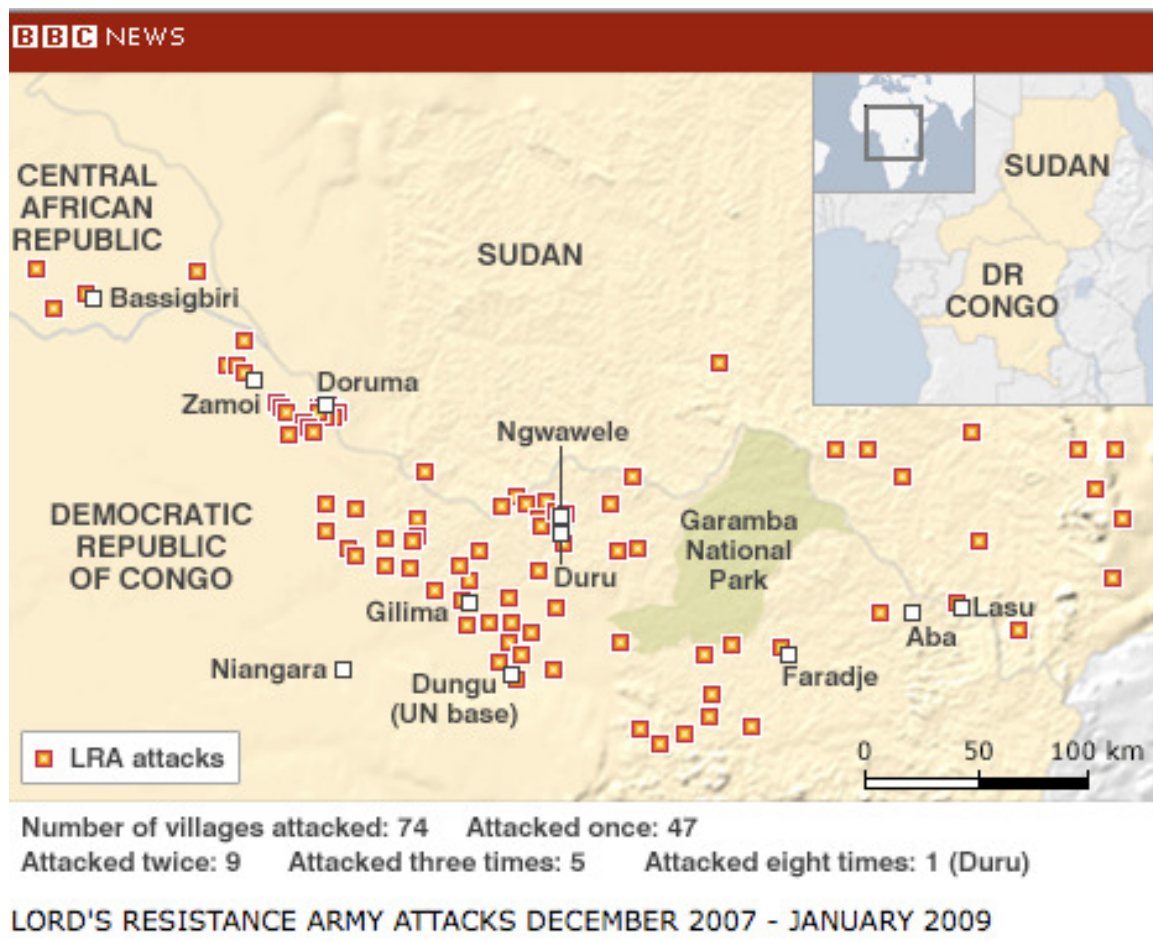 BBC NEWS
CENTRAL
AFRICAN
REPUBLIC
SUDAN
SUDAN
DR
CONGO
Bassigbiri
Zamoi
Doruma
Ngwawele
DEMOCRATIC
REPUBLIC
OF CONGO
Garamba
National
Park
Duru
Gilima
Lasu
Aba
Niangara
Dungu
(UN base)
Faradje
LRA attacks
0 50 100 km
Number of villages attacked: 74 Attacked once: 47
Attacked twice: 9 Attacked three times: 5 Attacked eight times: 1 (Duru)
LORD'S RESISTANCE ARMY ATTACKS DECEMBER 2007 - JANUARY 2009